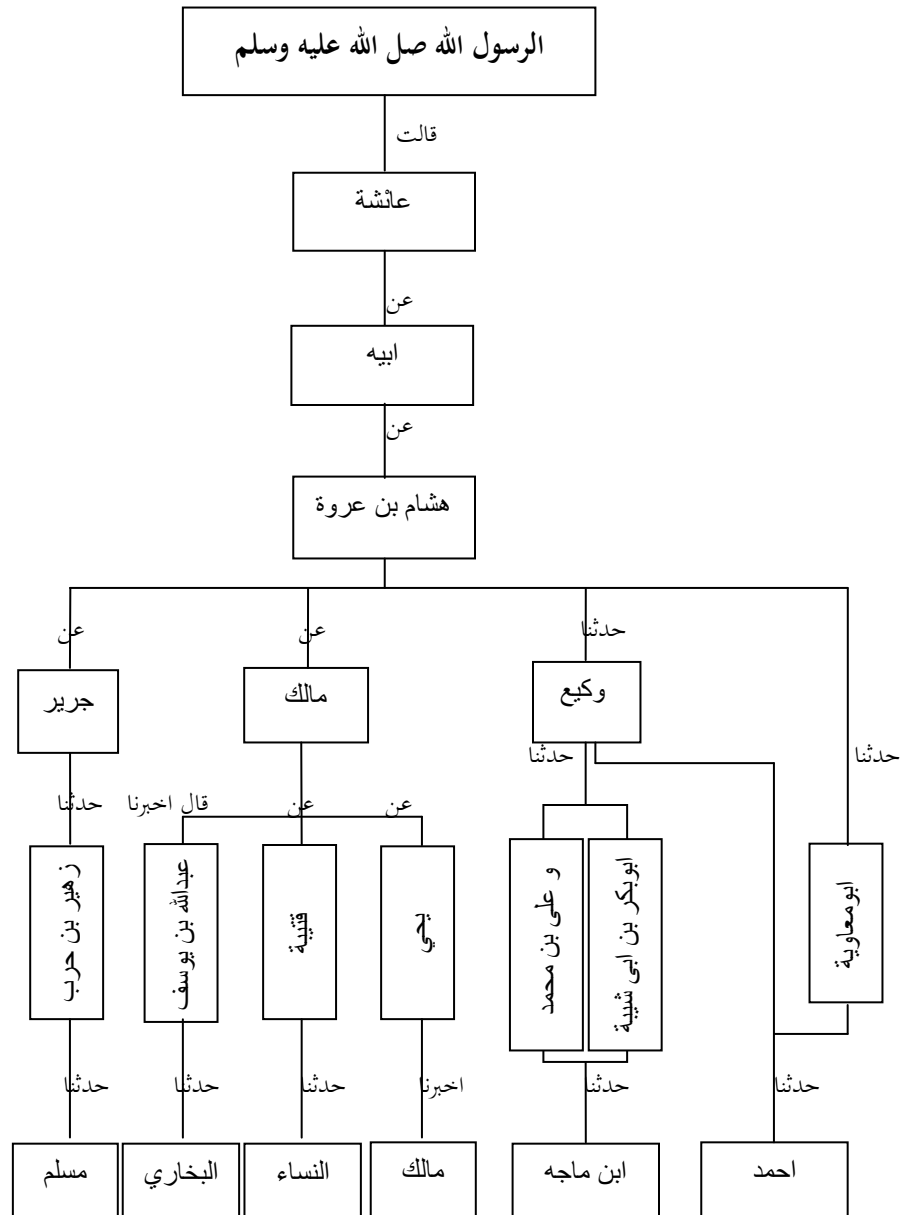 الرسول الله صل الله عليه وسلم
قالت
عائشة
عن
ابيه
عن
هشام بن عروة
حدثنا
عن
عن
وكيع
مالك
جرير
حدثنا
حدثنا
عن
عن
قال اخبرنا
حدثنا
ابومعاوية
ابوبكر بن ابى شيبة
و على بن محمد
يحي
قتيبة
عبدالله بن يوسف
زهير بن حرب
حدثنا
حدثنا
اخبرنا
حدثنا
حدثنا
حدثنا
احمد
ابن ماجه
مالك
النساء
البخاري
مسلم